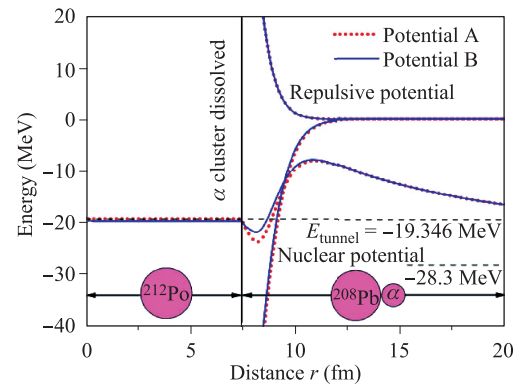 20
10
0
−10
−20
−30
−40
Energy (MeV)
α cluster dissolved
Potential A
Potential B
Repulsive potential
E_tunnel = −19.346 MeV
Nuclear potential
−28.3 MeV
²¹²Po
²⁰⁸Pb α
0 5 10 15 20
Distance r (fm)